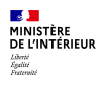 MINISTÈRE
DE L'INTÉRIEUR
Liberté
Égalité
Fraternité